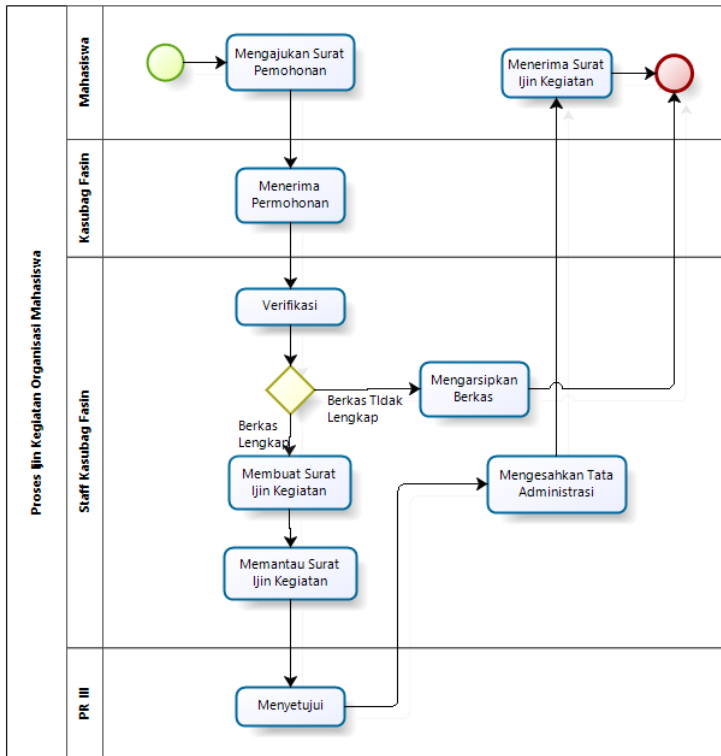 Proses Ijin Kegiatan Organisasi Mahasiswa
Mahasiswa
Mengajukan Surat
Pemohonan
Menerima Surat
Ijin Kegiatan
Kasubag Fasin
Menerima
Permohonan
Staff Kasubag Fasin
Verifikasi
Berkas TIdak
Lengkap
Mengarsipkan
Berkas
Berkas
Lengkap
Membuat Surat
Ijin Kegiatan
Mengesahkan Tata
Administrasi
Memantau Surat
Ijin Kegiatan
PR III
Menyetujui